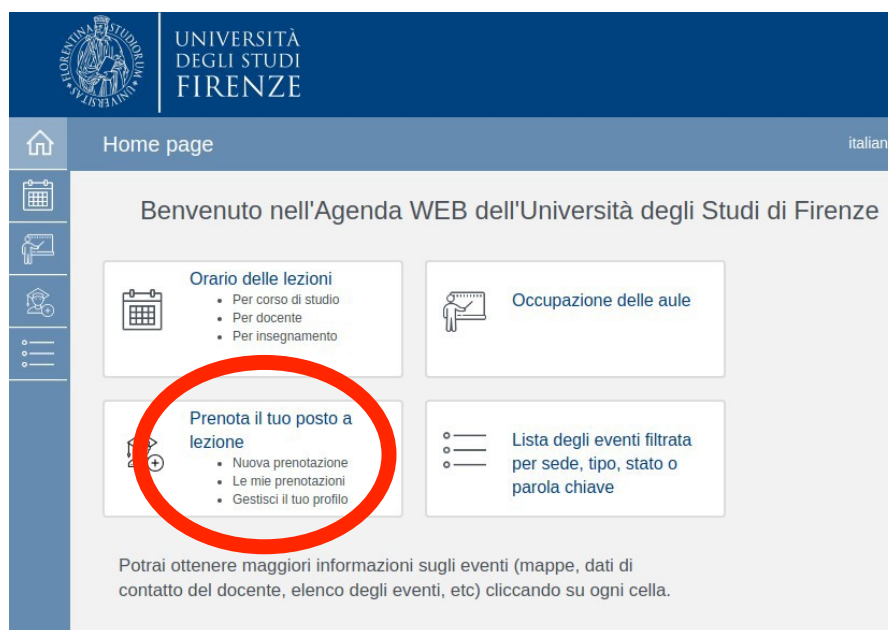 FLORENTINA STUDIORUM UNIVERSITAS
UNIVERSITÀ
DEGLI STUDI
FIRENZE
Home page
italian
Benvenuto nell'Agenda WEB dell'Università degli Studi di Firenze
Orario delle lezioni
Per corso di studio
Per docente
Per insegnamento
Occupazione delle aule
Prenota il tuo posto a
lezione
Nuova prenotazione
Le mie prenotazioni
Gestisci il tuo profilo
Lista degli eventi filtrata
per sede, tipo, stato o
parola chiave
Potrai ottenere maggiori informazioni sugli eventi (mappe, dati di
contatto del docente, elenco degli eventi, etc) cliccando su ogni cella.